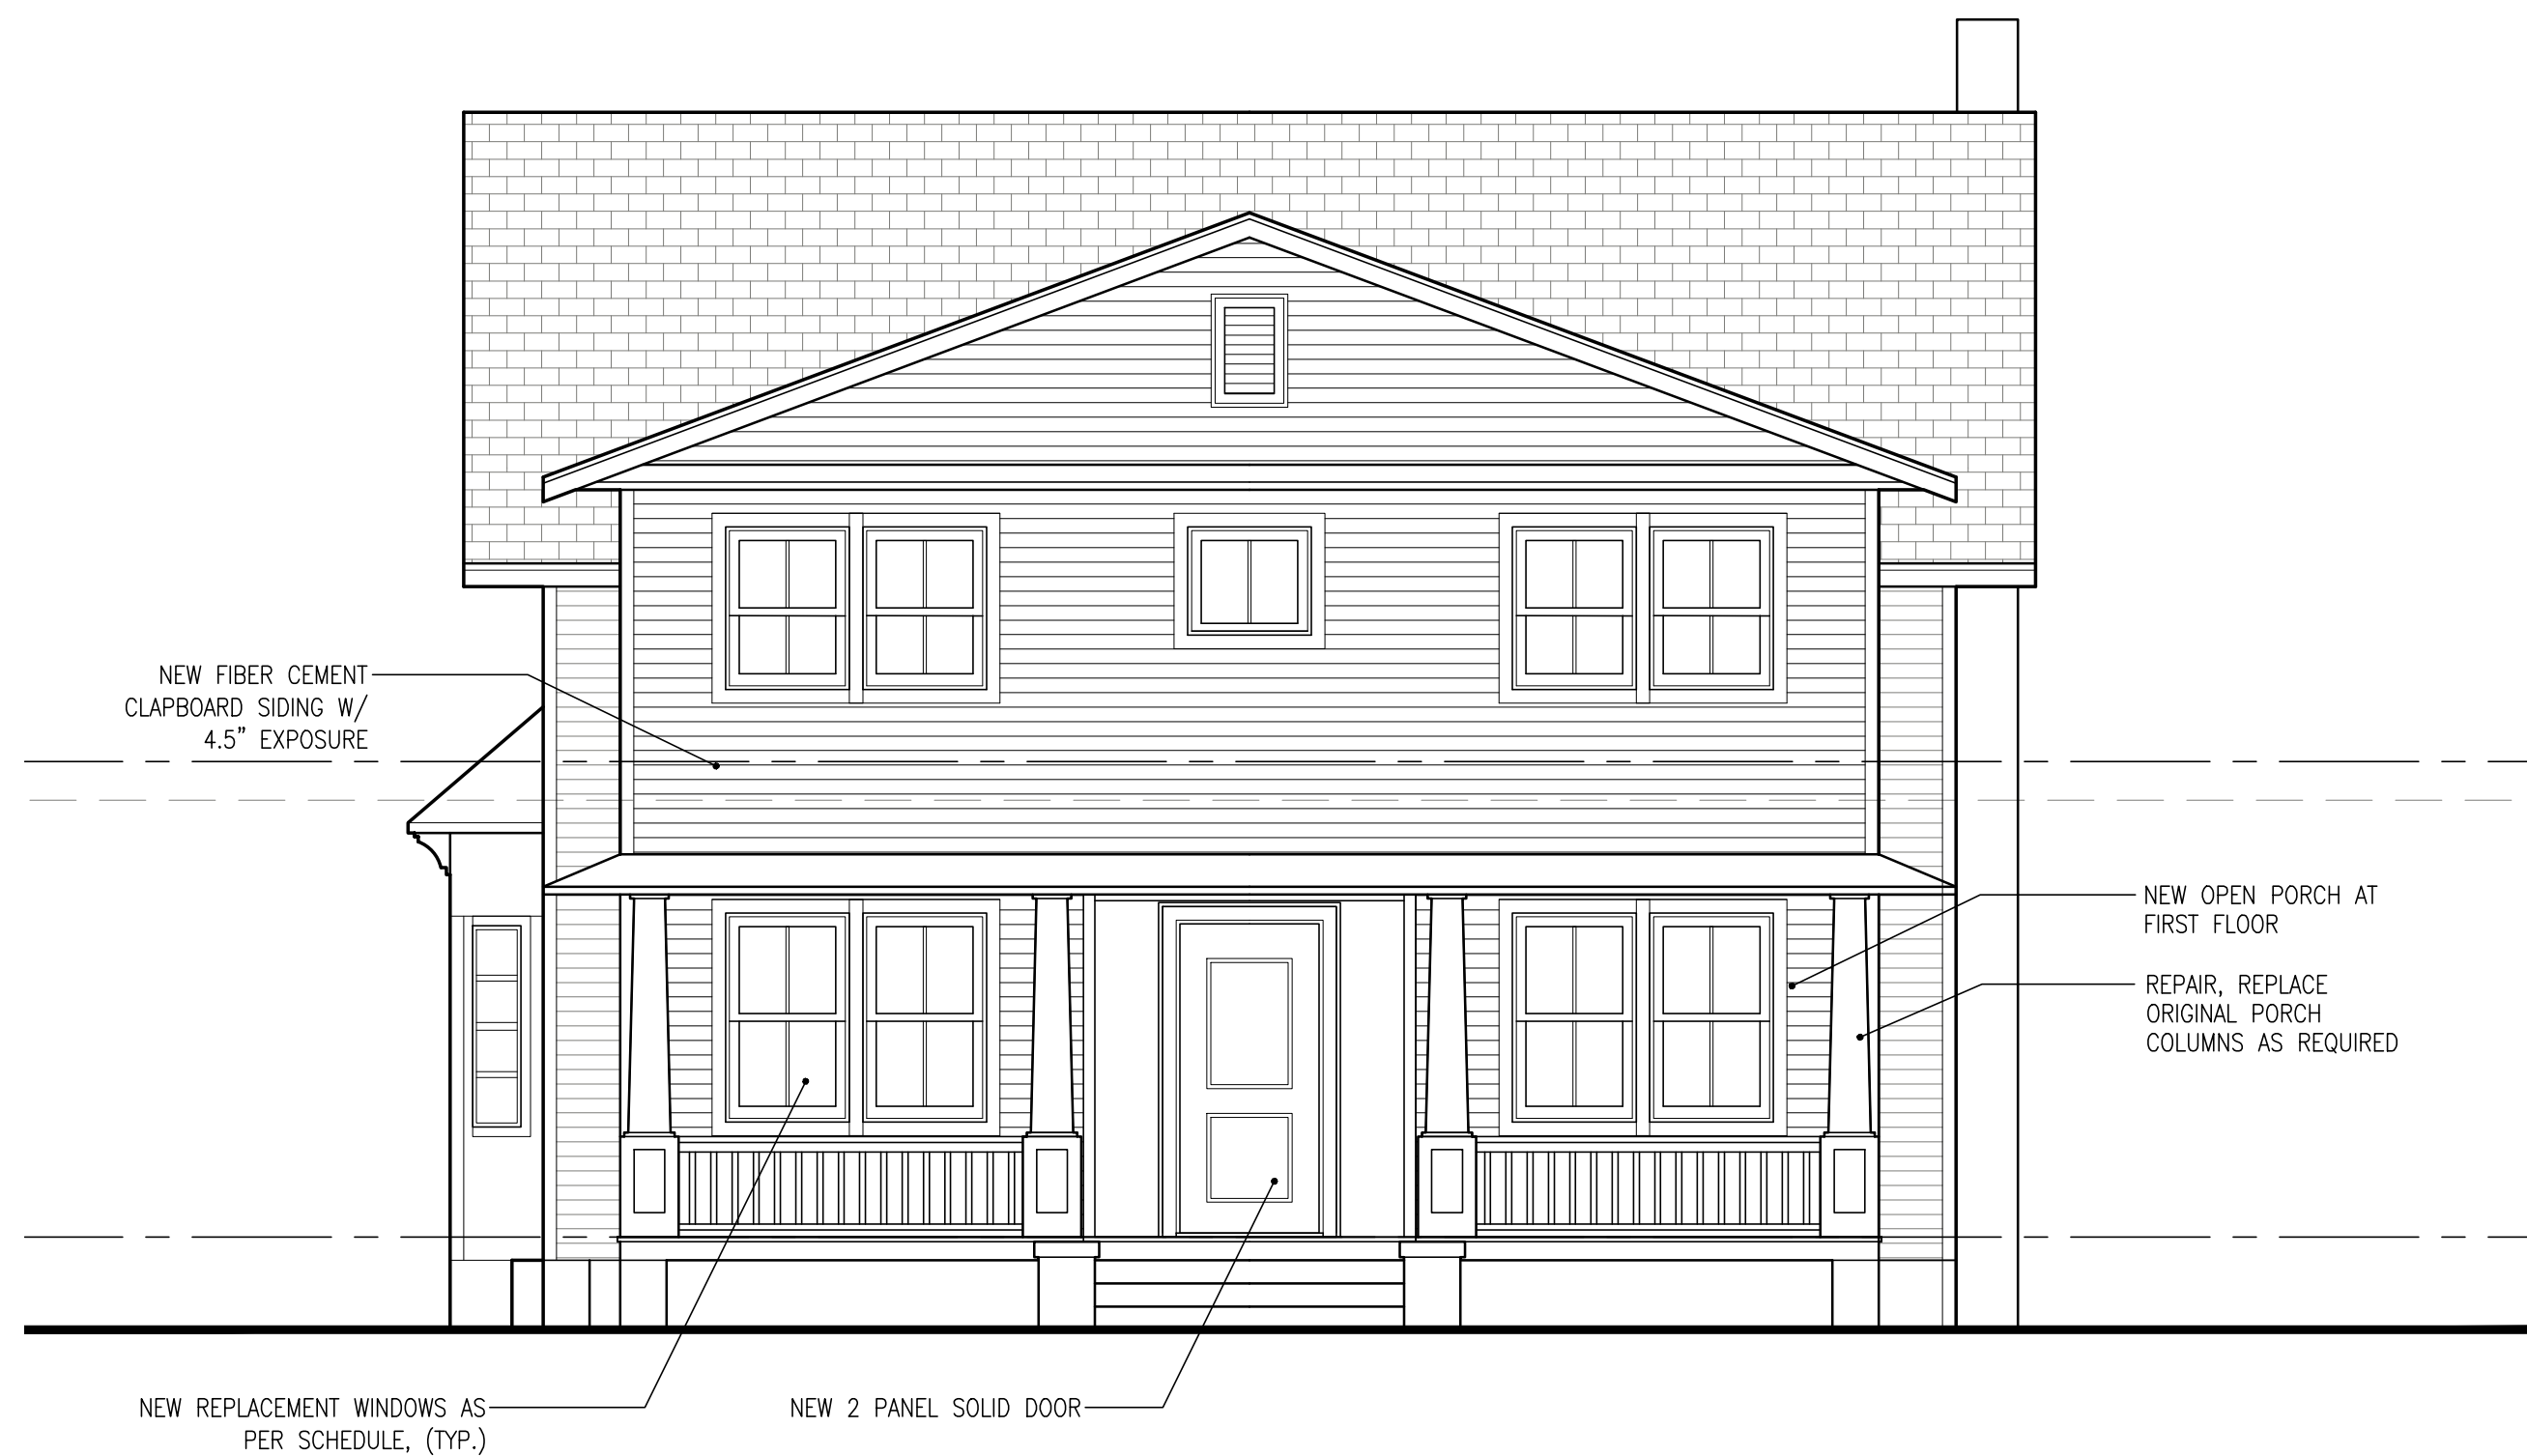 NEW FIBER CEMENT
CLAPBOARD SIDING W/
4.5" EXPOSURE
NEW OPEN PORCH AT
FIRST FLOOR
REPAIR, REPLACE
ORIGINAL PORCH
COLUMNS AS REQUIRED
NEW REPLACEMENT WINDOWS AS
PER SCHEDULE, (TYP.)
NEW 2 PANEL SOLID DOOR